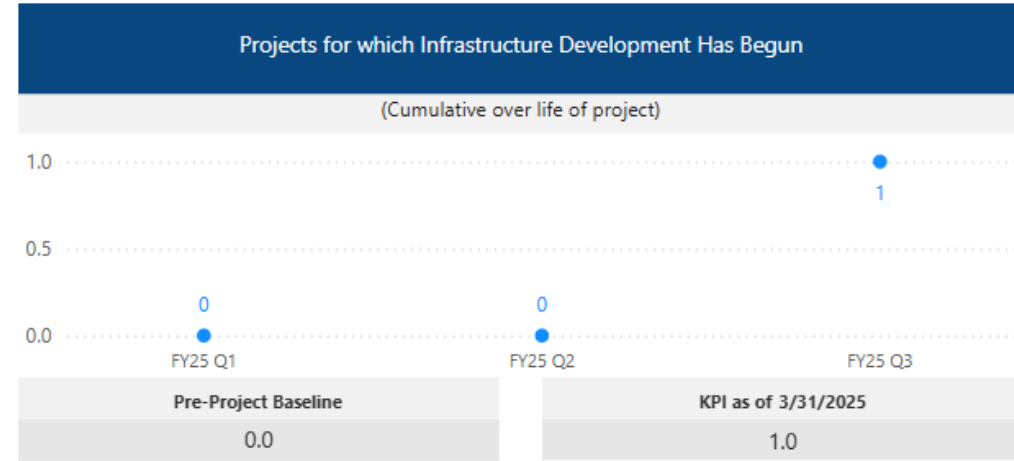 Projects for which Infrastructure Development Has Begun
(Cumulative over life of project)
1.0
1
0.5
0
0
0.0
FY25 Q1
FY25 Q2
FY25 Q3
Pre-Project Baseline
KPI as of 3/31/2025
0.0
1.0